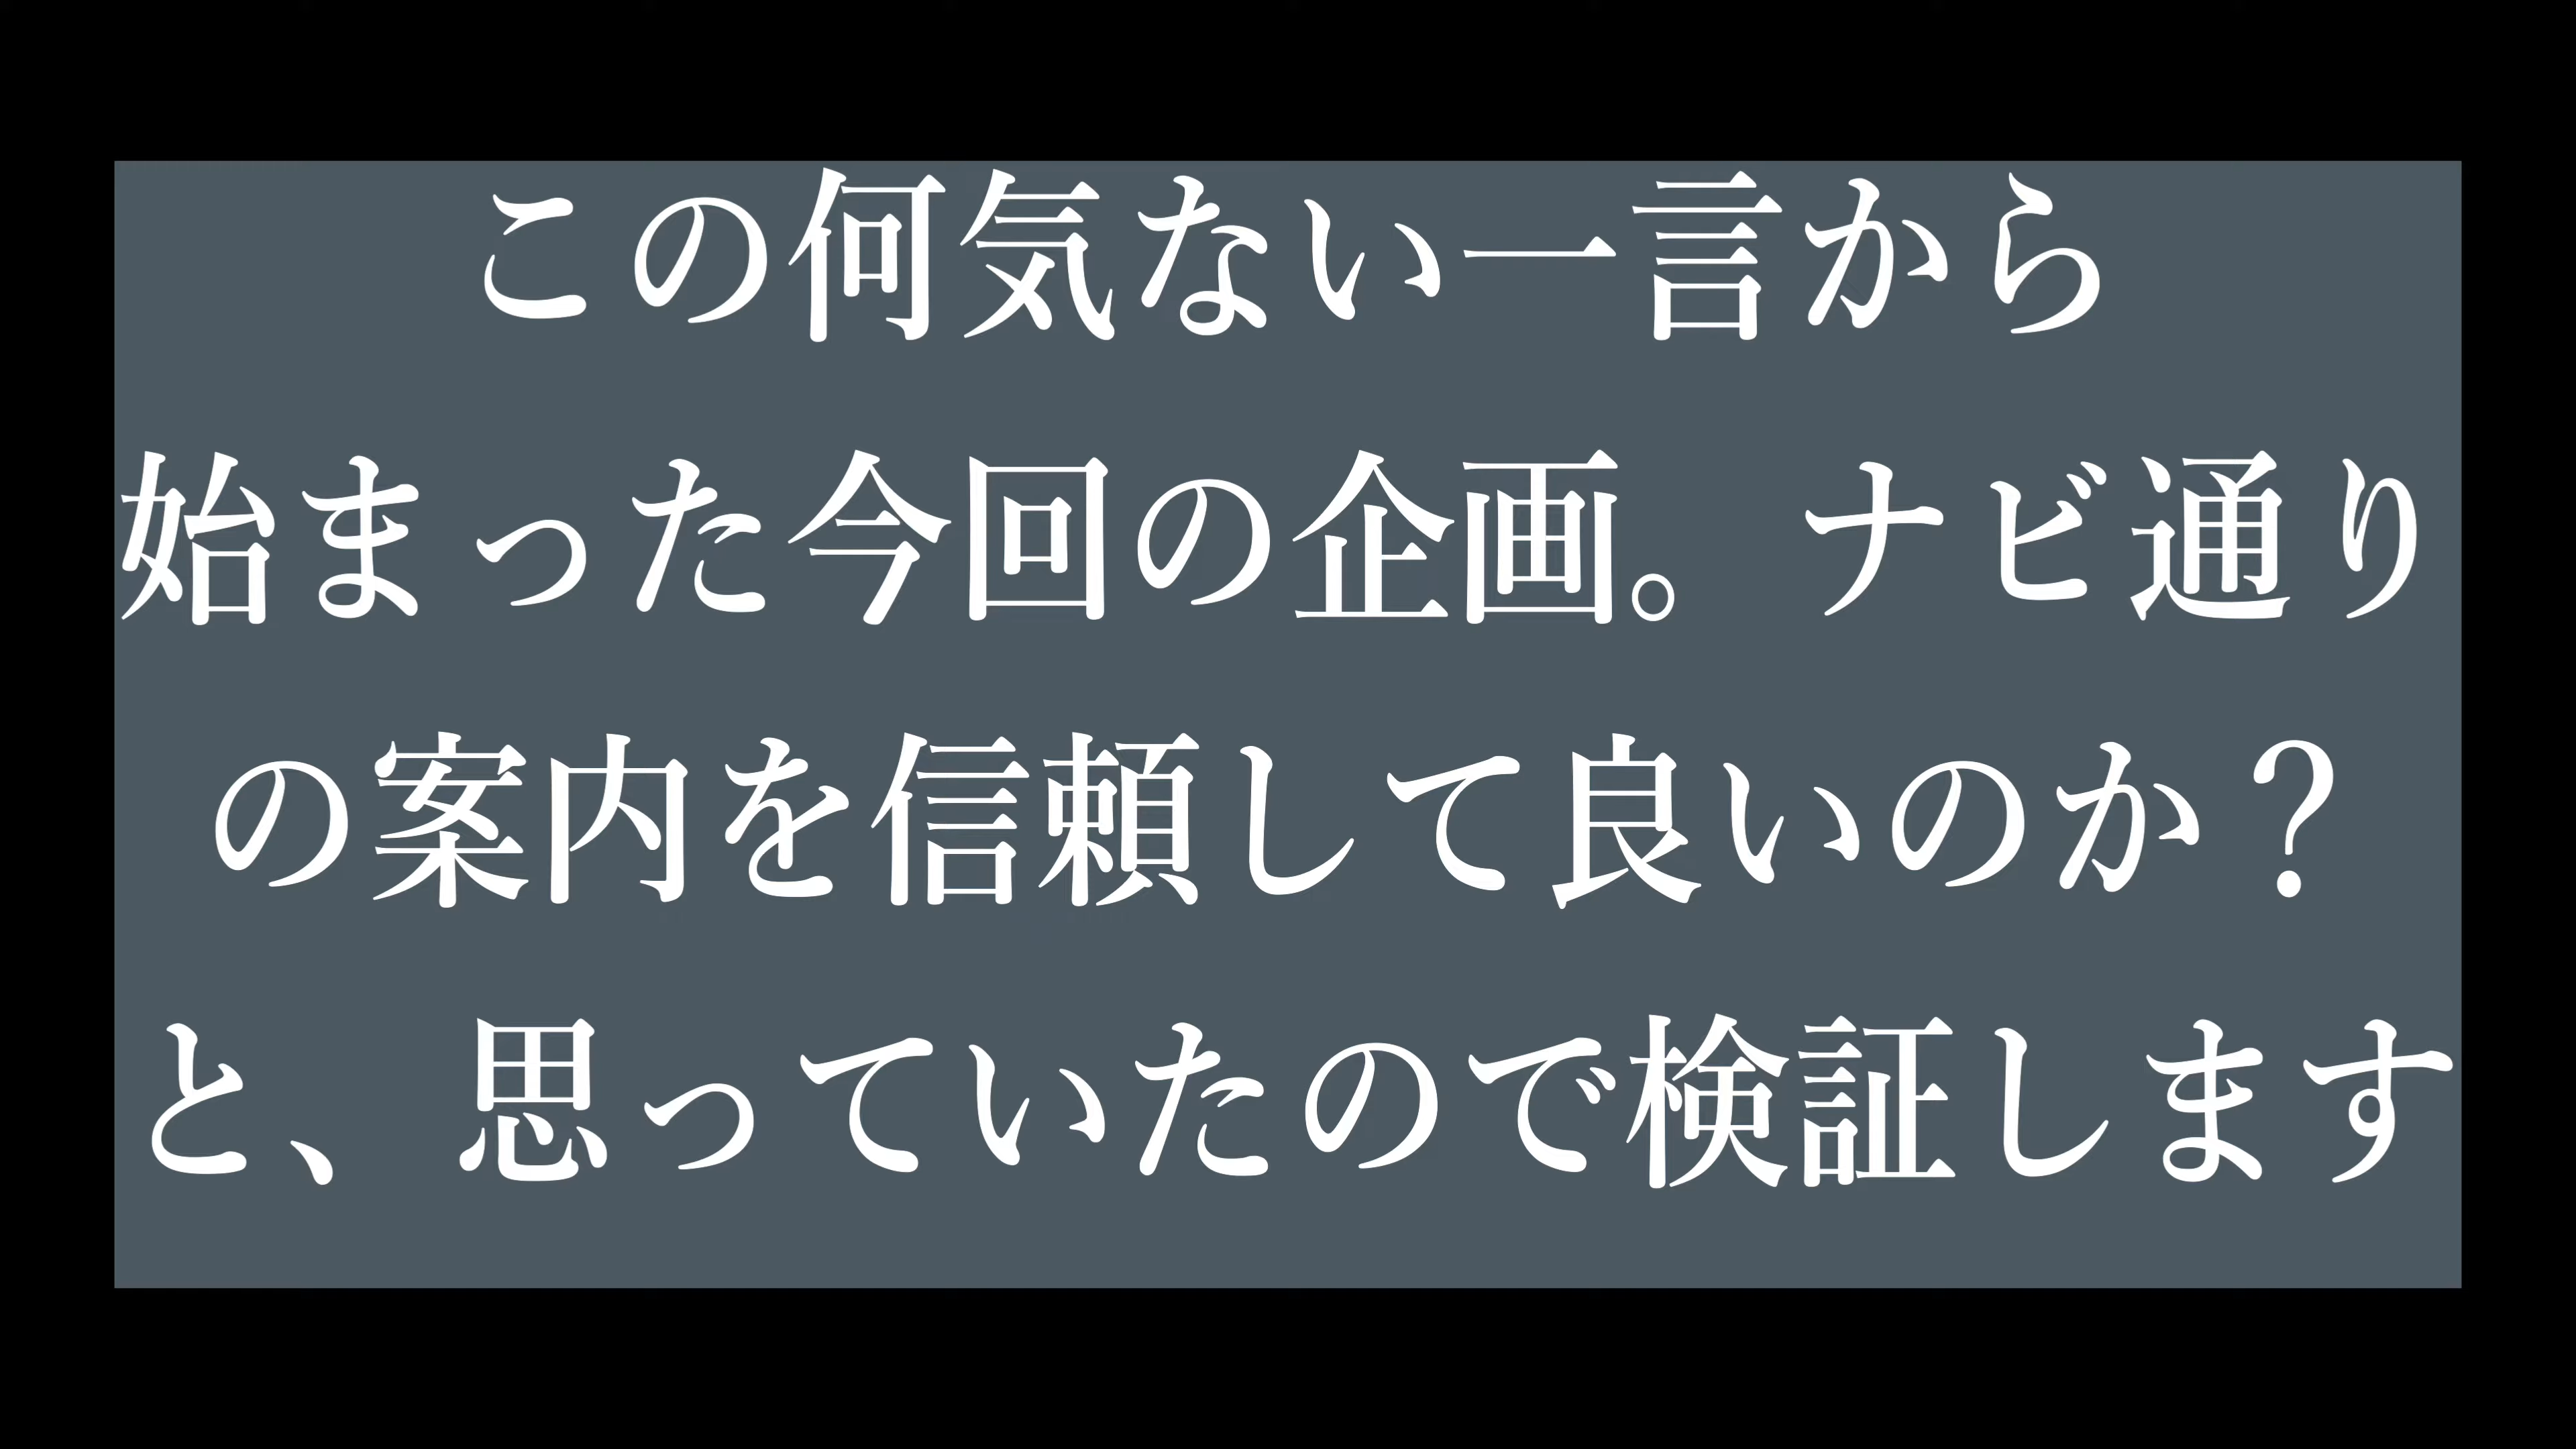 この何気ない一言から
始まった今回の企画。ナビ通り
の案内を信頼して良いのか？
と、思っていたので検証します